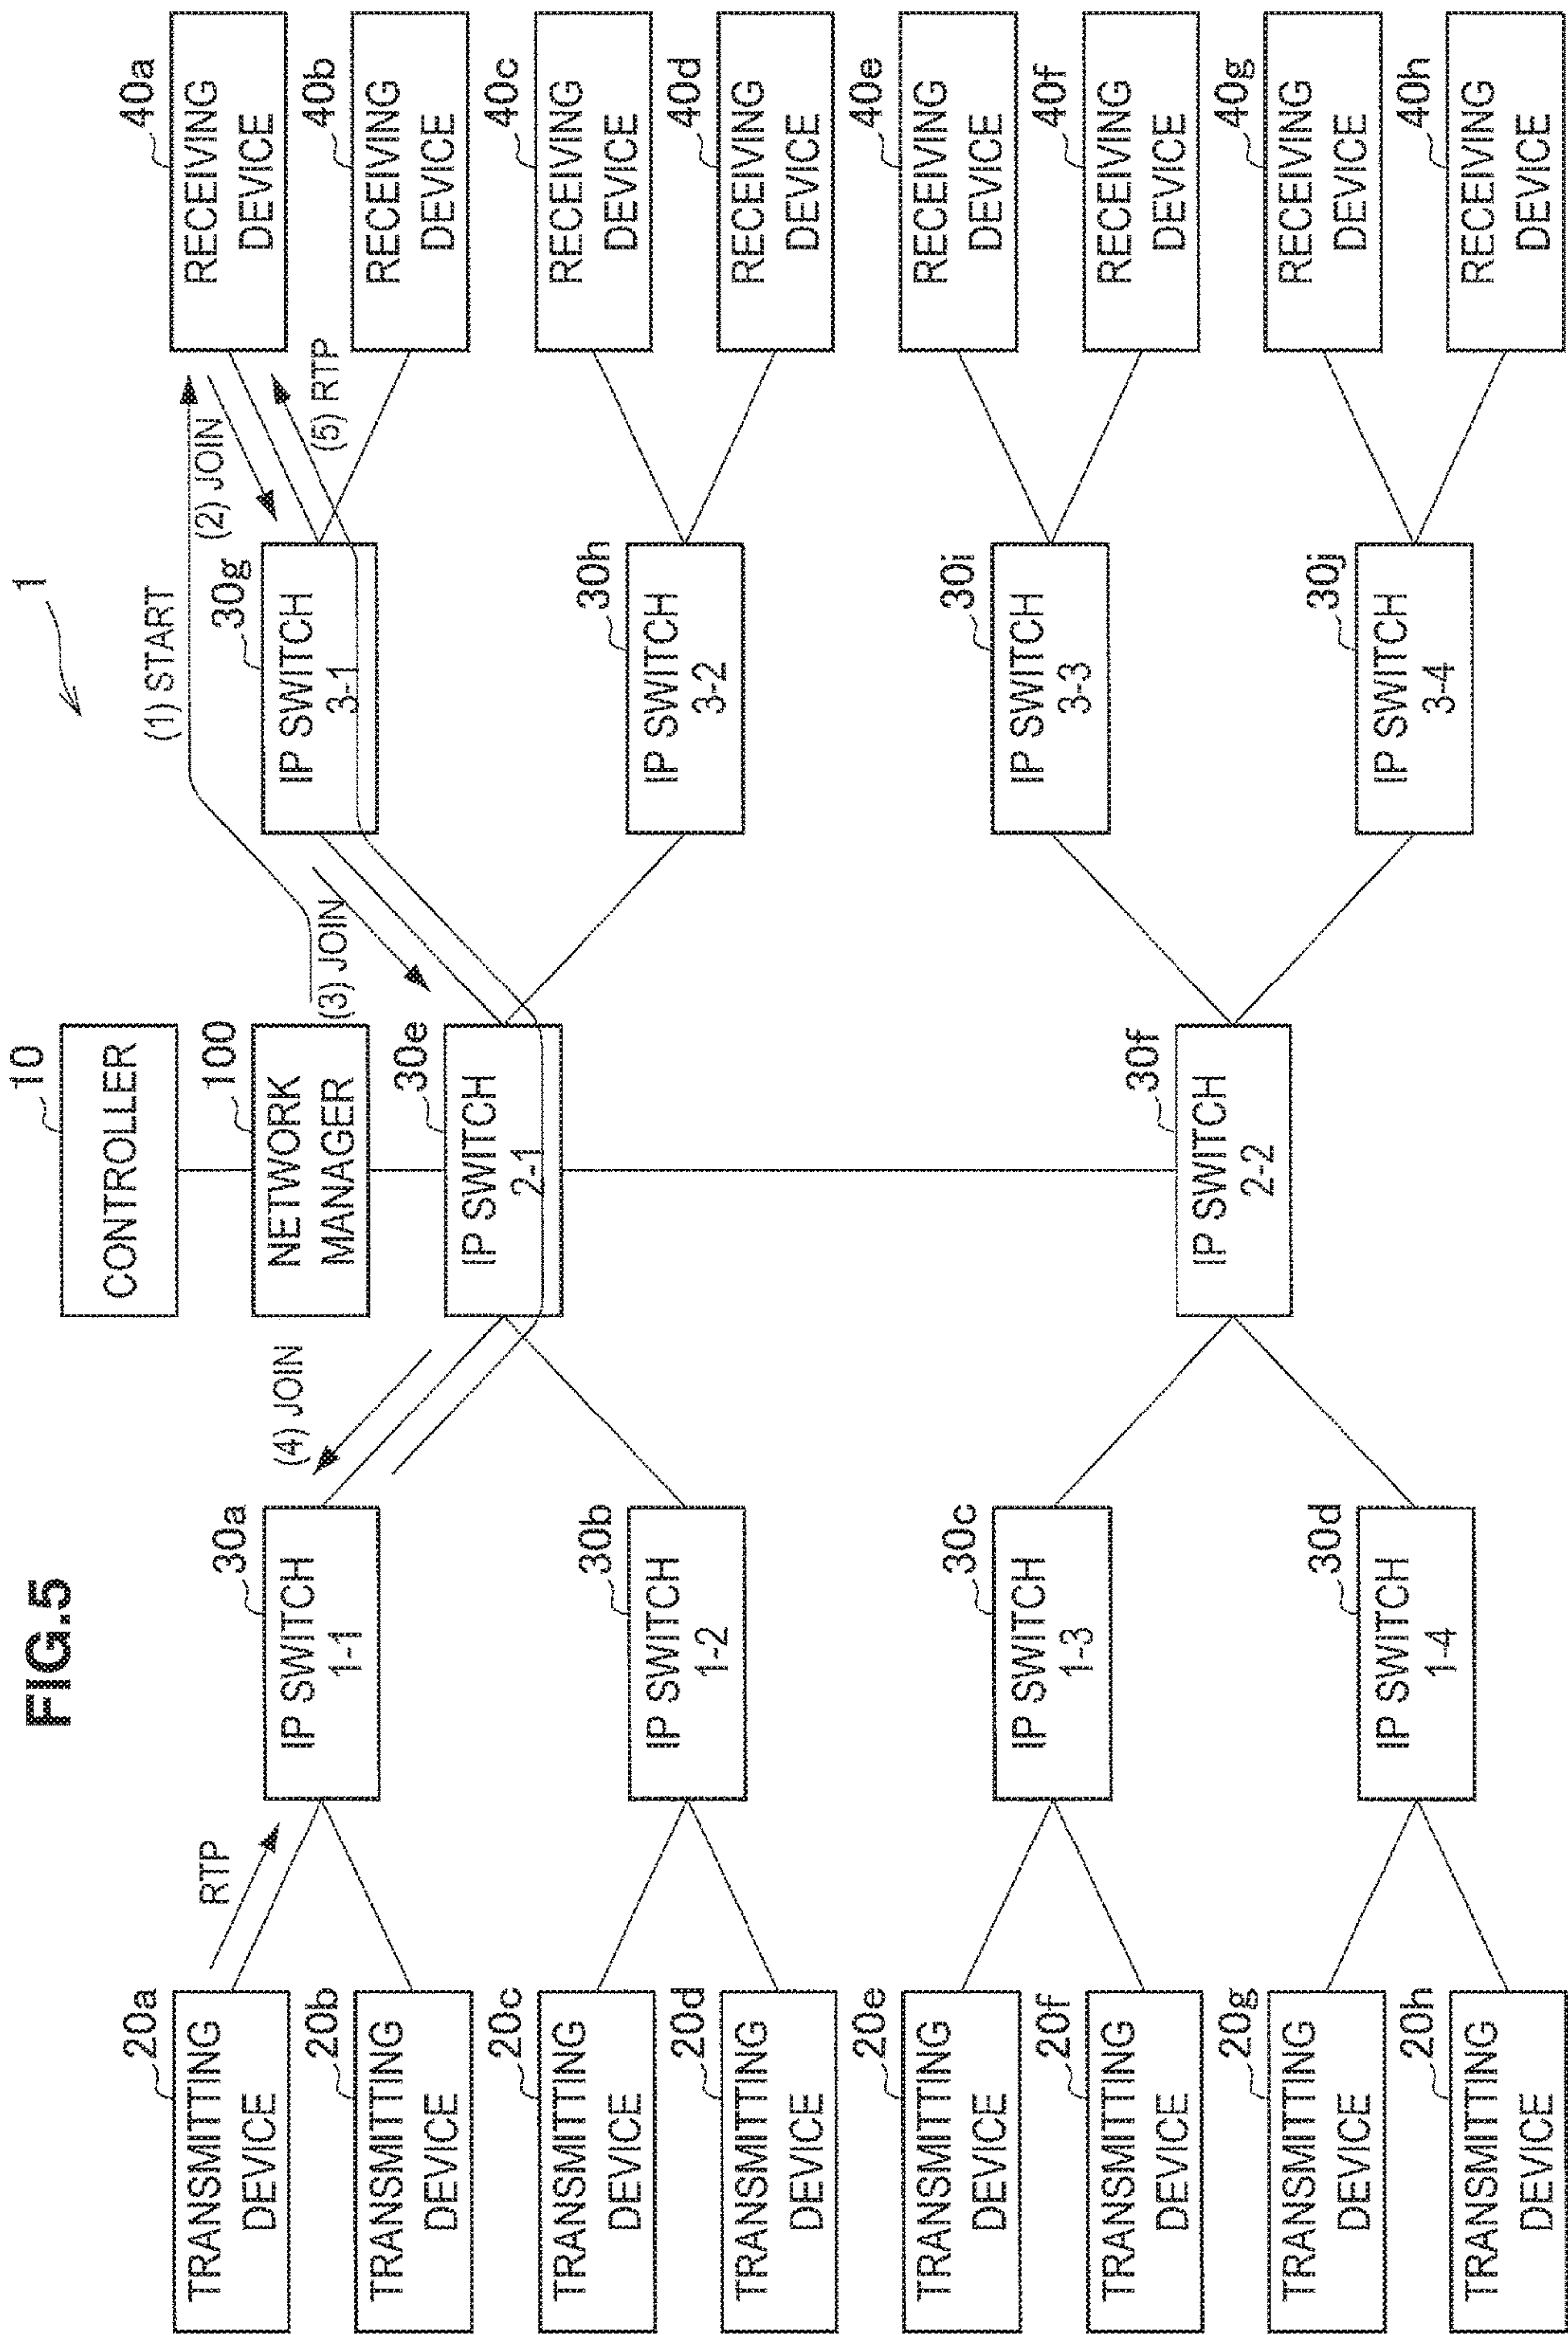 FIG.5
1
10
CONTROLLER
100
NETWORK
MANAGER
(1) START
(2) JOIN
(3) JOIN
(4) JOIN
(5) RTP
RTP
20a
TRANSMITTING
DEVICE
20b
TRANSMITTING
DEVICE
20c
TRANSMITTING
DEVICE
20d
TRANSMITTING
DEVICE
20e
TRANSMITTING
DEVICE
20f
TRANSMITTING
DEVICE
20g
TRANSMITTING
DEVICE
20h
TRANSMITTING
DEVICE
30a
IP SWITCH
1-1
30b
IP SWITCH
1-2
30c
IP SWITCH
1-3
30d
IP SWITCH
1-4
30e
IP SWITCH
2-1
30f
IP SWITCH
2-2
30g
IP SWITCH
3-1
30h
IP SWITCH
3-2
30i
IP SWITCH
3-3
30j
IP SWITCH
3-4
40a
RECEIVING
DEVICE
40b
RECEIVING
DEVICE
40c
RECEIVING
DEVICE
40d
RECEIVING
DEVICE
40e
RECEIVING
DEVICE
40f
RECEIVING
DEVICE
40g
RECEIVING
DEVICE
40h
RECEIVING
DEVICE